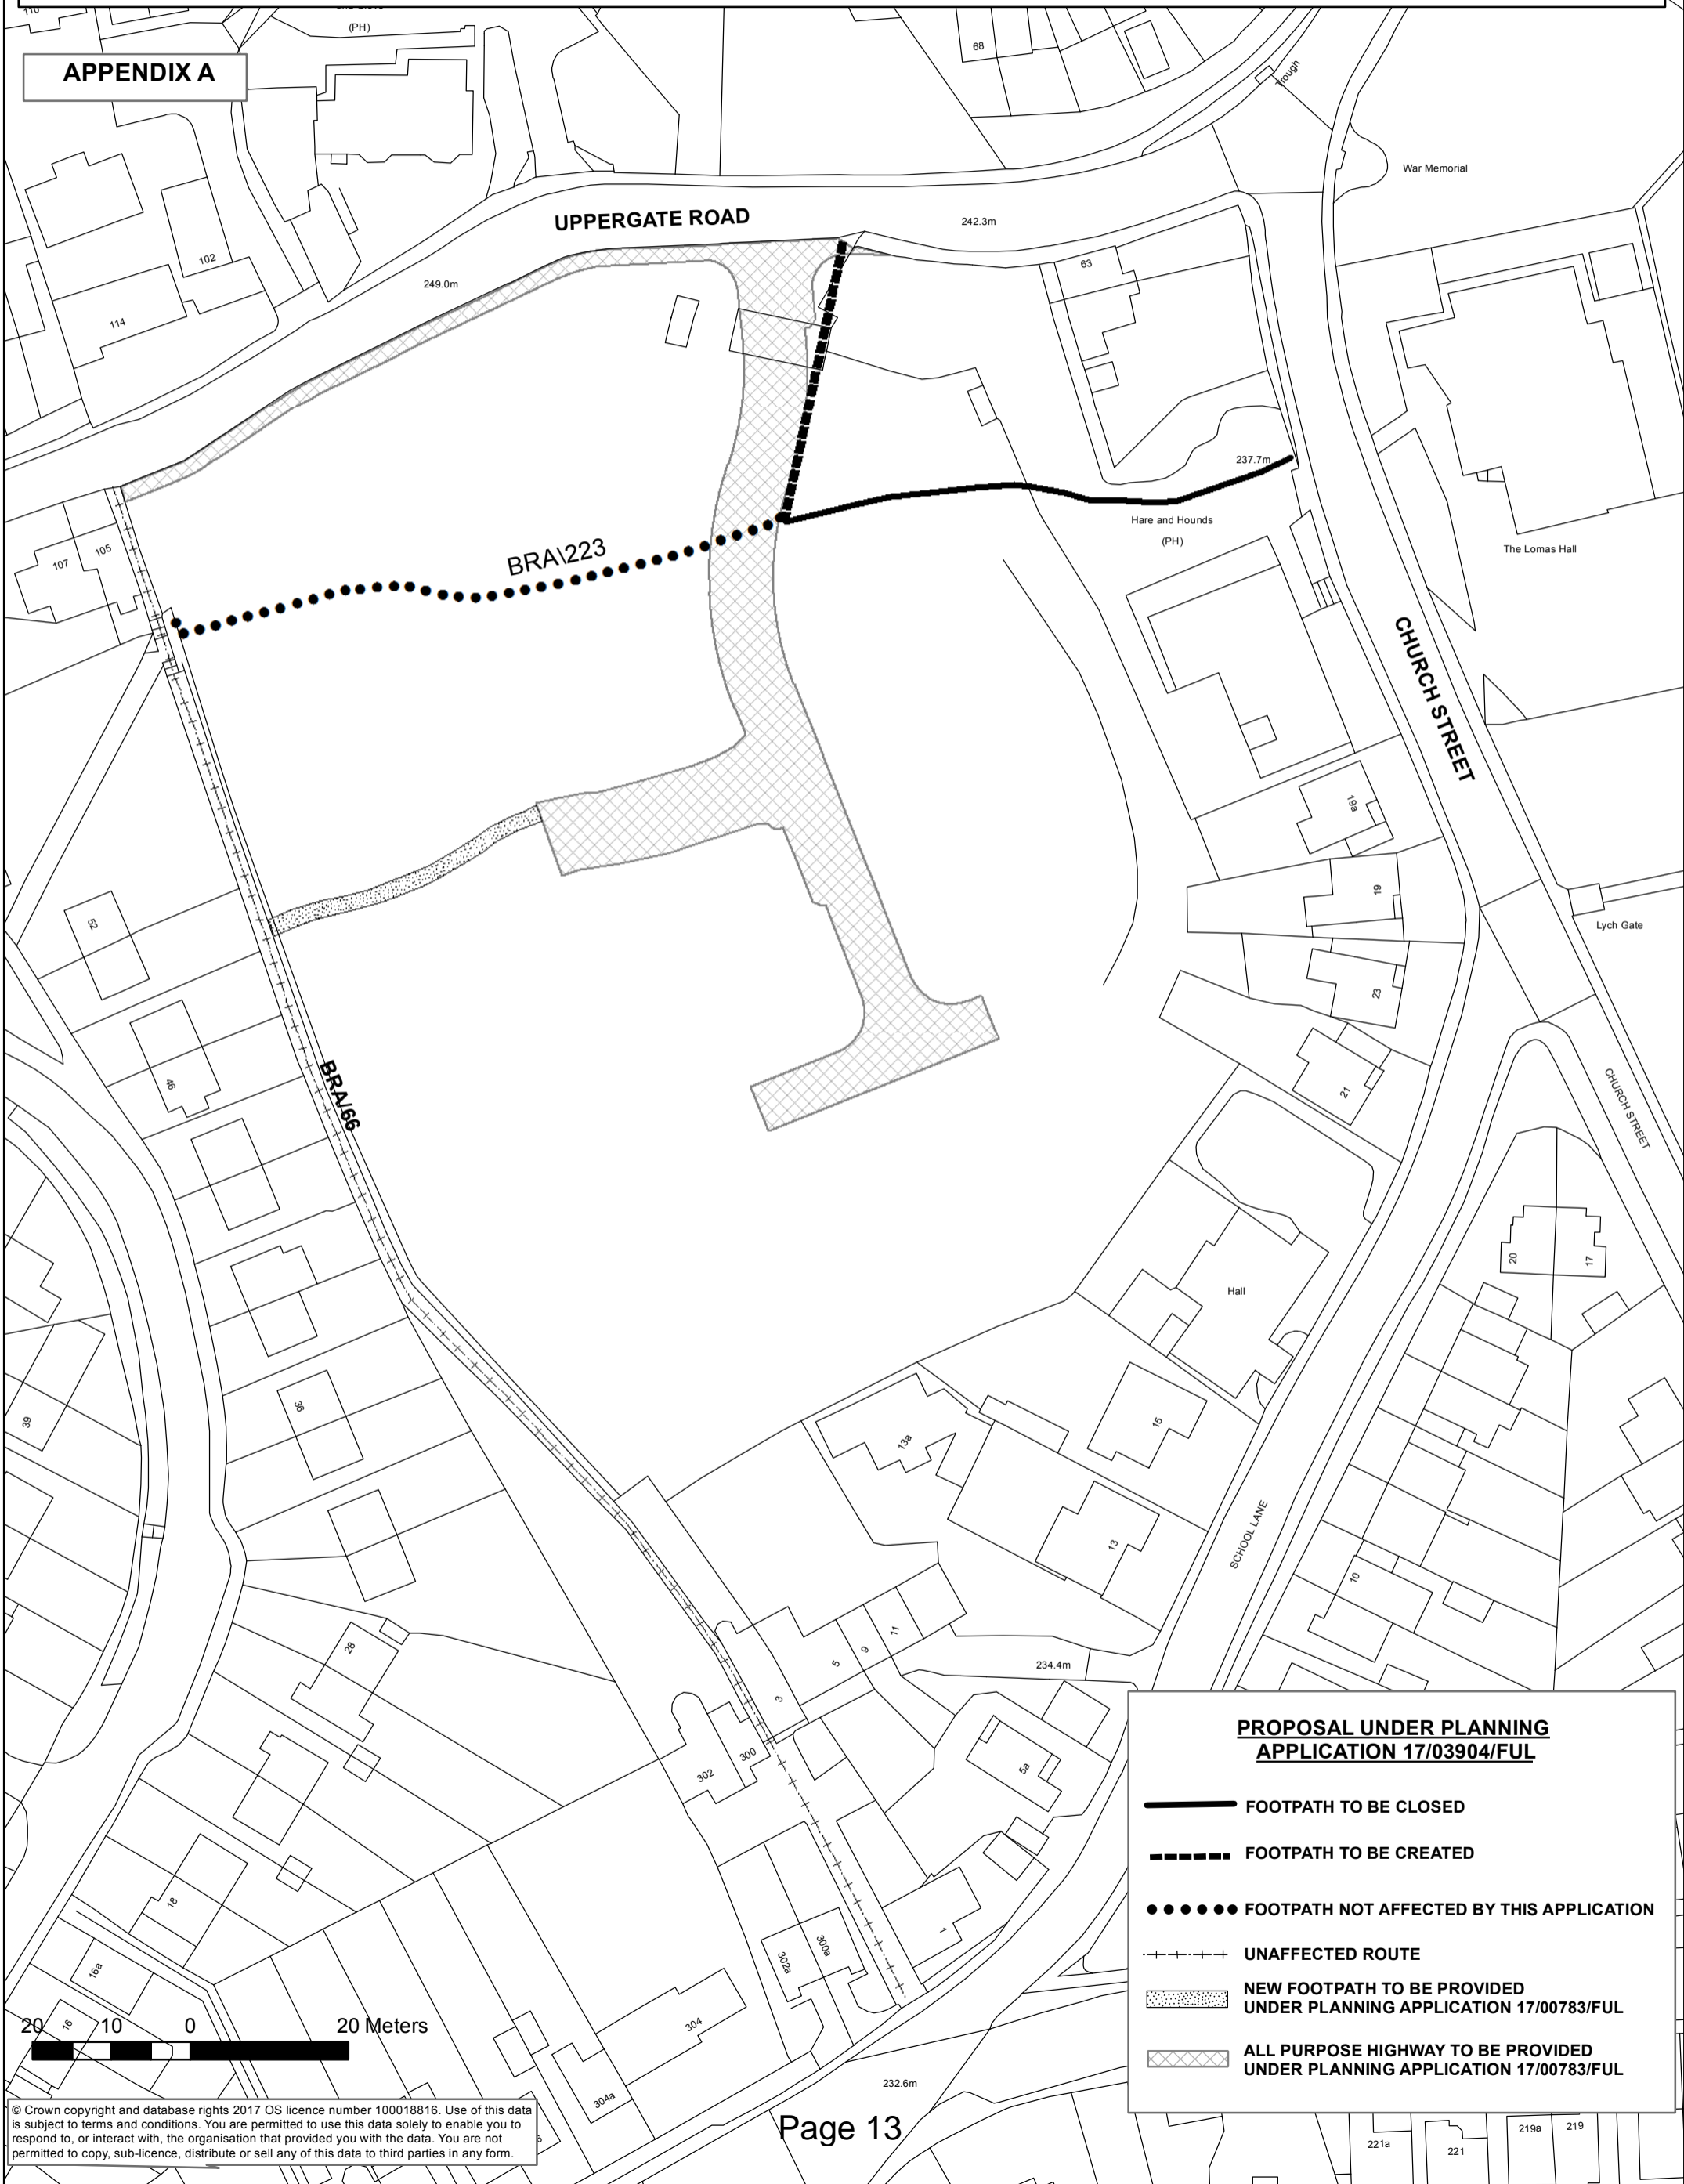 110
(PH)
68
APPENDIX A
Trough
War Memorial
UPPERGATE ROAD
242.3m
102
63
249.0m
114
237.7m
Hare and Hounds
(PH)
The Lomas Hall
BRA\223
105
107
CHURCH STREET
19a
19
52
Lych Gate
23
46
BRA/66
21
CHURCH STREET
20
17
Hall
36
39
13a
15
13
SCHOOL LANE
10
28
11
9
5
3
234.4m
300
302
5a
18
1
300a
302a
16a
16
304
304a
232.6m
20 10 0 20 Meters
PROPOSAL UNDER PLANNING
APPLICATION 17/03904/FUL
FOOTPATH TO BE CLOSED
FOOTPATH TO BE CREATED
FOOTPATH NOT AFFECTED BY THIS APPLICATION
UNAFFECTED ROUTE
NEW FOOTPATH TO BE PROVIDED
UNDER PLANNING APPLICATION 17/00783/FUL
ALL PURPOSE HIGHWAY TO BE PROVIDED
UNDER PLANNING APPLICATION 17/00783/FUL
© Crown copyright and database rights 2017 OS licence number 100018816. Use of this data
is subject to terms and conditions. You are permitted to use this data solely to enable you to
respond to, or interact with, the organisation that provided you with the data. You are not
permitted to copy, sub-licence, distribute or sell any of this data to third parties in any form.
Page 13
221a
221
219a
219